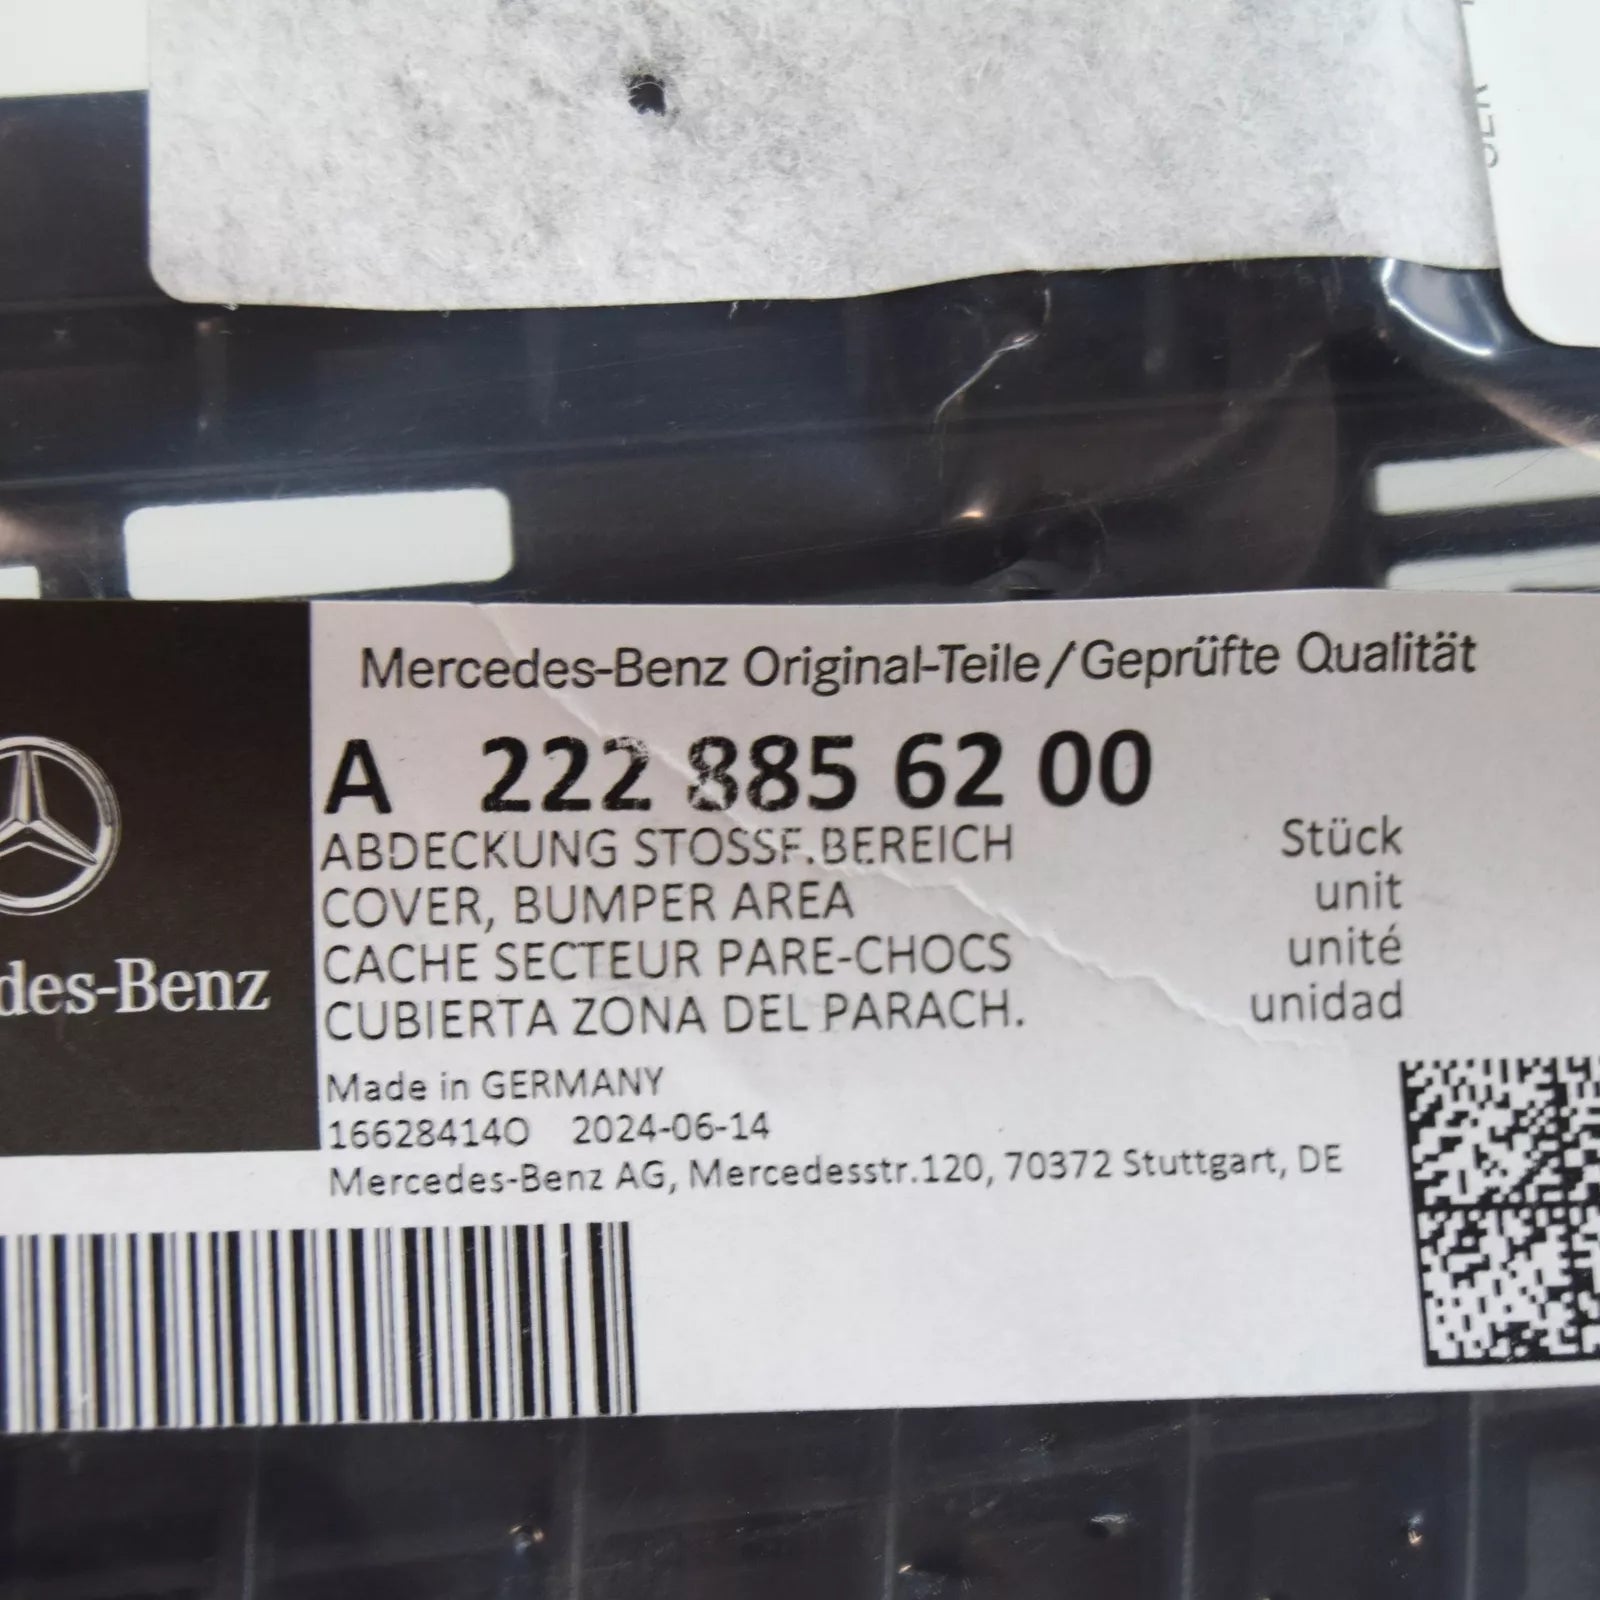 Mercedes-Benz Original-Teile/Geprüfte Qualität
A 222 885 62 00
ABDECKUNG STOSSF.BEREICH Stück
COVER, BUMPER AREA unit
CACHE SECTEUR PARE-CHOCS unité
CUBIERTA ZONA DEL PARACH. unidad
des-Benz
Made in GERMANY
166284140 2024-06-14
Mercedes-Benz AG, Mercedesstr.120, 70372 Stuttgart, DE